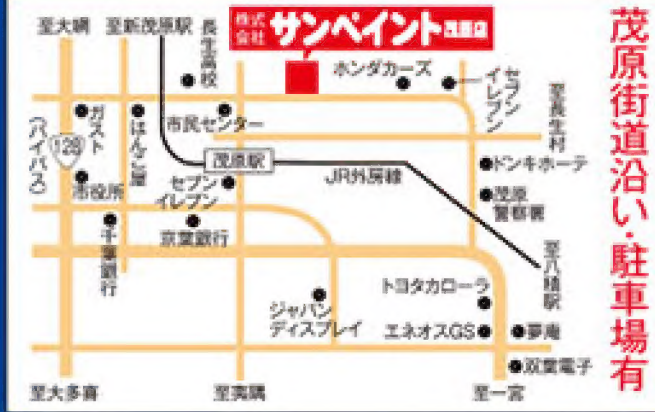 至大網
至新茂原駅
長生高校
株式会社 サンペイント 茂原店
ホンダカーズ
セブンイレブン
至長生村
ガスト
はんこ屋
市民センター
128
(バイパス)
茂原駅
JR外房線
ドンキホーテ
市役所
セブン
イレブン
茂原
警察署
千葉銀行
京葉銀行
至八積駅
トヨタカローラ
ジャパン
ディスプレイ
エネオスGS
夢庵
双葉電子
至大多喜
至夷隅
至一宮
茂原街道沿い・駐車場有